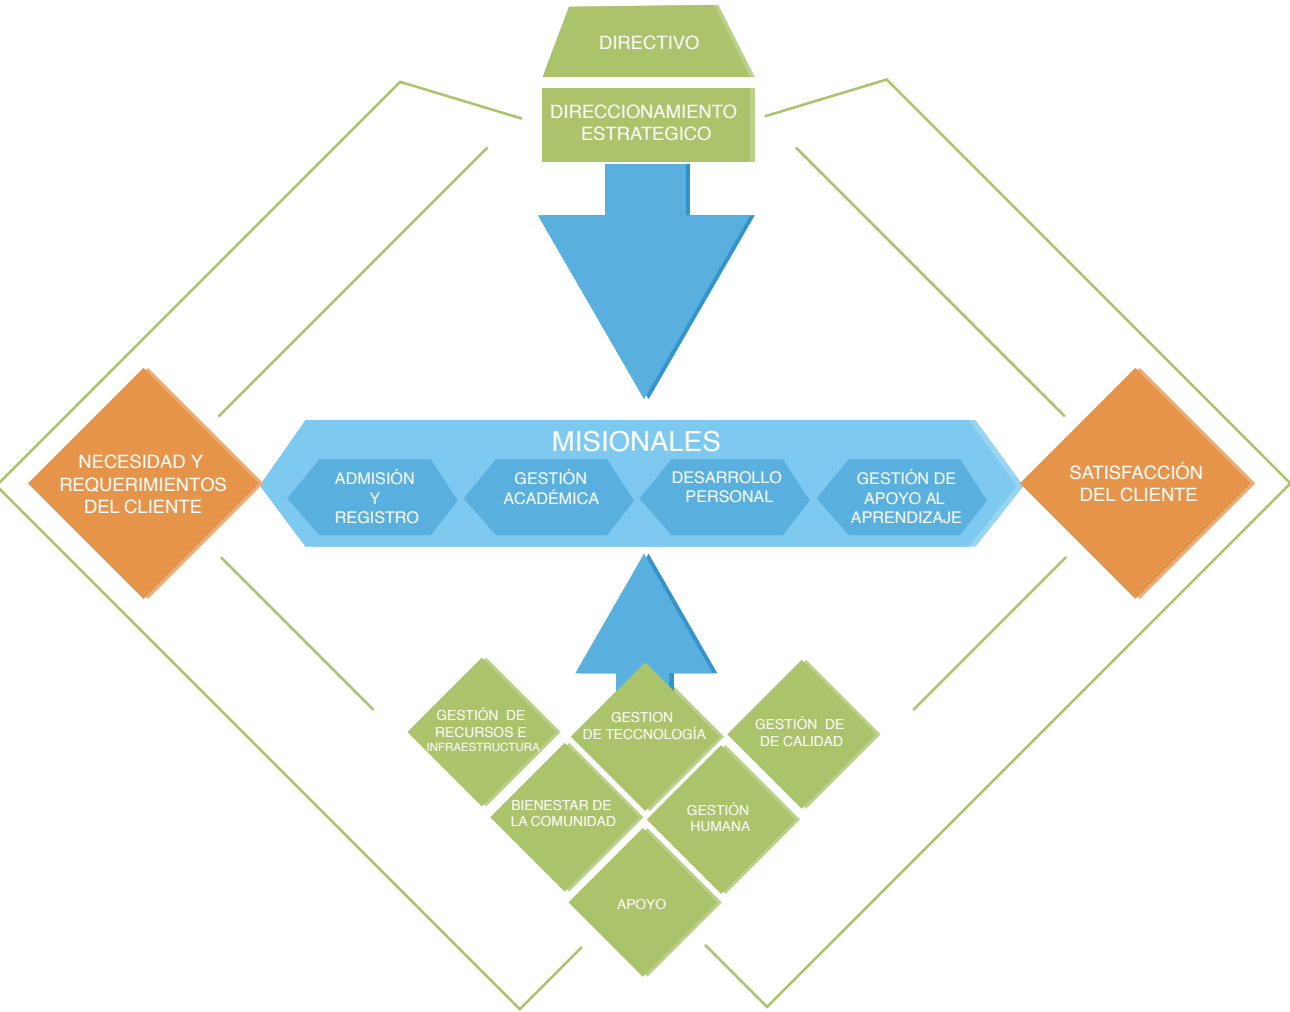 DIRECTIVO
DIRECCIONAMIENTO
ESTRATEGICO
MISIONALES
NECESIDAD Y
REQUERIMIENTOS
DEL CLIENTE
ADMISIÓN
Y
REGISTRO
GESTIÓN
ACADÉMICA
DESARROLLO
PERSONAL
GESTIÓN DE
APOYO AL
APRENDIZAJE
SATISFACCIÓN
DEL CLIENTE
GESTIÓN DE
RECURSOS E
INFRAESTRUCTURA
GESTION
DE TECCNOLOGÍA
GESTIÓN DE
DE CALIDAD
BIENESTAR DE
LA COMUNIDAD
GESTIÓN
HUMANA
APOYO